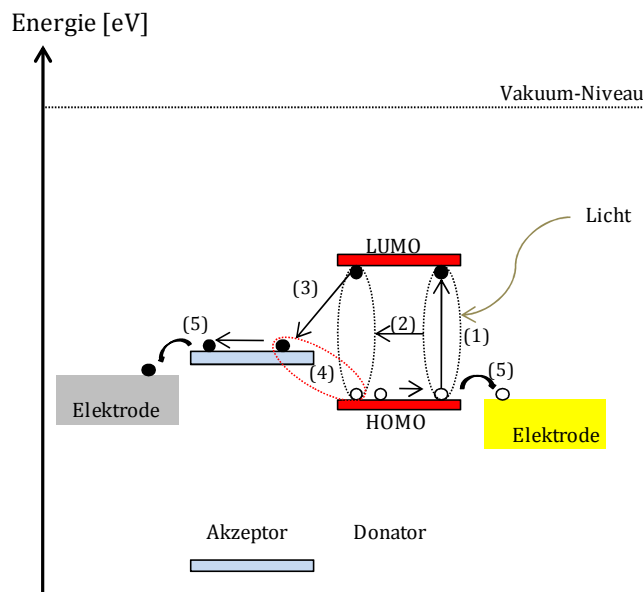 Energie [eV]
Vakuum-Niveau
Licht
LUMO
(3)
(5)
(2)
(1)
(4)
(5)
Elektrode
HOMO
Elektrode
Akzeptor
Donator